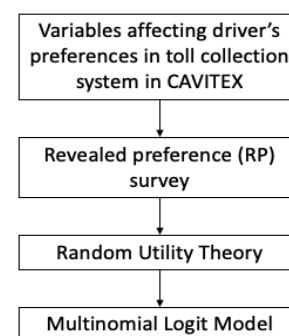 Variables affecting driver's
preferences in toll collection
system in CAVITEX
Revealed preference (RP)
survey
Random Utility Theory
Multinomial Logit Model